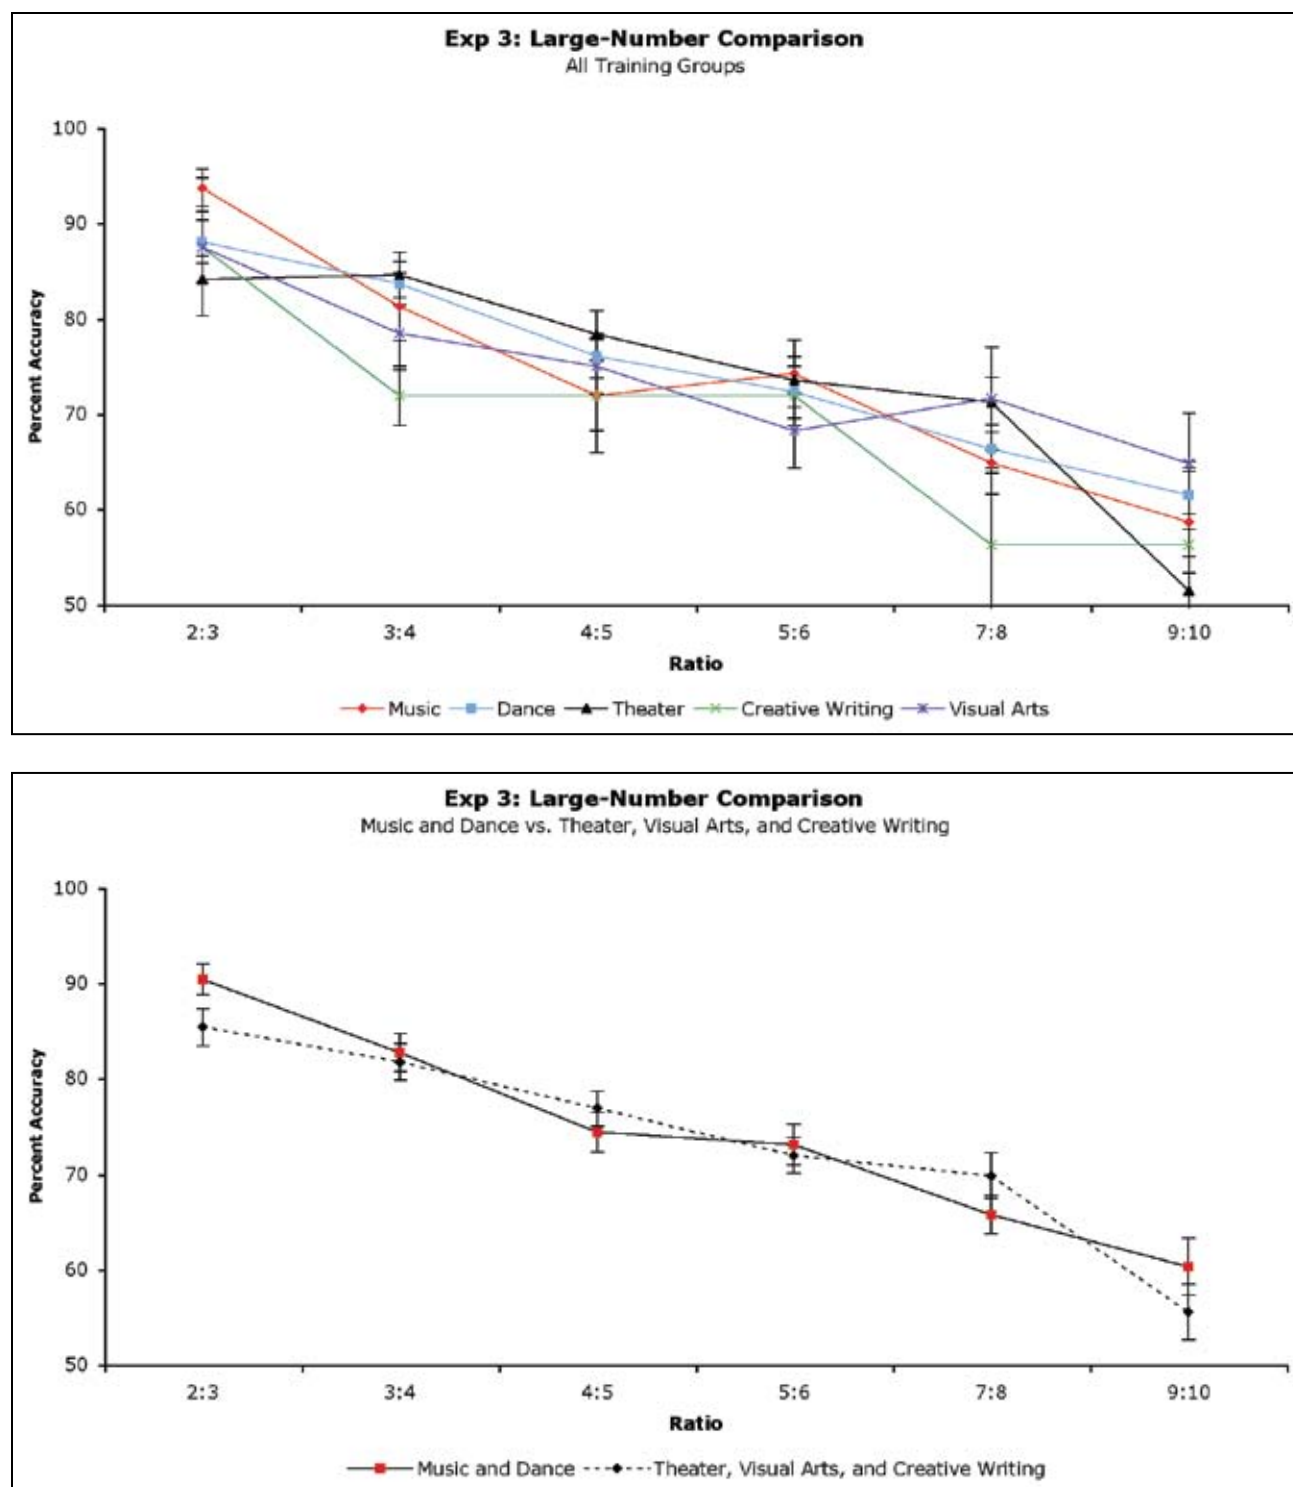 Exp 3: Large-Number Comparison
All Training Groups
100
90
80
70
60
50
Percent Accuracy
2:3 3:4 4:5 5:6 7:8 9:10
Ratio
Music Dance Theater Creative Writing Visual Arts
Exp 3: Large-Number Comparison
Music and Dance vs. Theater, Visual Arts, and Creative Writing
100
90
80
70
60
50
Percent Accuracy
2:3 3:4 4:5 5:6 7:8 9:10
Ratio
Music and Dance Theater, Visual Arts, and Creative Writing